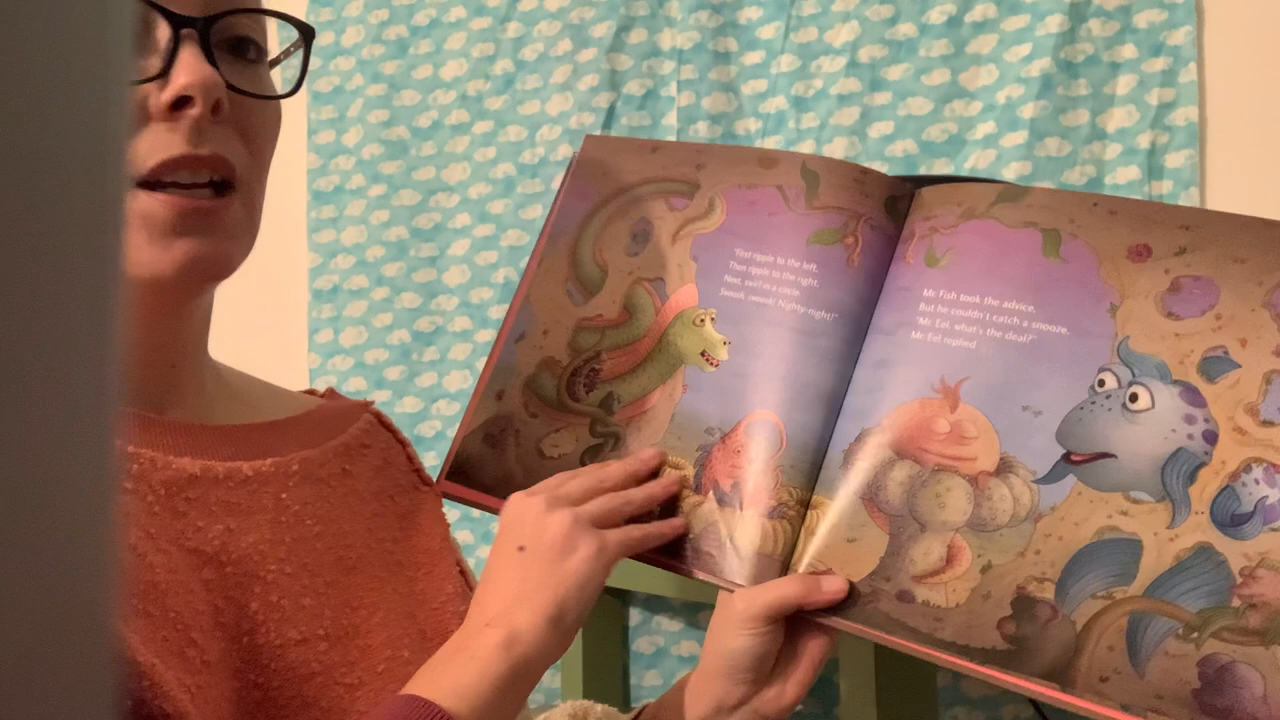 "First ripple to the left,
Then ripple to the right,
Next, swirl in a circle
Swoosh, swoosh! Nighty-night!"
Mr. Fish took the advice,
But he couldn't catch a snooze.
"Mr. Eel, what's the deal?"
Mr. Eel replied